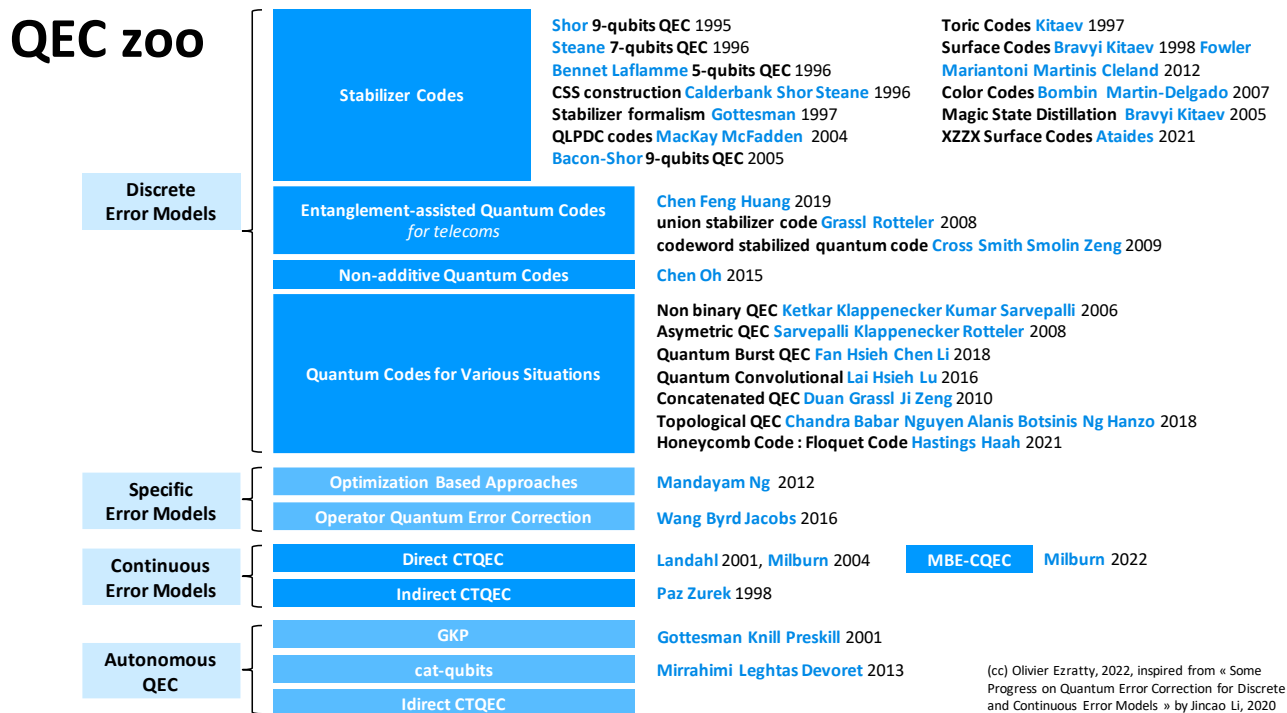 QEC zoo
Discrete
Error Models
Stabilizer Codes
Shor 9-qubits QEC 1995
Steane 7-qubits QEC 1996
Bennet Laflamme 5-qubits QEC 1996
CSS construction Calderbank Shor Steane 1996
Stabilizer formalism Gottesman 1997
QLPDC codes MacKay McFadden 2004
Bacon-Shor 9-qubits QEC 2005
Toric Codes Kitaev 1997
Surface Codes Bravyi Kitaev 1998 Fowler
Mariantoni Martinis Cleland 2012
Color Codes Bombin Martin-Delgado 2007
Magic State Distillation Bravyi Kitaev 2005
XZZX Surface Codes Ataides 2021
Entanglement-assisted Quantum Codes
for telecoms
Chen Feng Huang 2019
union stabilizer code Grassl Rotteler 2008
codeword stabilized quantum code Cross Smith Smolin Zeng 2009
Non-additive Quantum Codes
Chen Oh 2015
Quantum Codes for Various Situations
Non binary QEC Ketkar Klappenecker Kumar Sarvepalli 2006
Asymetric QEC Sarvepalli Klappenecker Rotteler 2008
Quantum Burst QEC Fan Hsieh Chen Li 2018
Quantum Convolutional Lai Hsieh Lu 2016
Concatenated QEC Duan Grassl Ji Zeng 2010
Topological QEC Chandra Babar Nguyen Alanis Botsinis Ng Hanzo 2018
Honeycomb Code : Floquet Code Hastings Haah 2021
Specific
Error Models
Optimization Based Approaches
Mandayam Ng 2012
Operator Quantum Error Correction
Wang Byrd Jacobs 2016
Continuous
Error Models
Direct CTQEC
Landahl 2001, Milburn 2004
MBE-CQEC
Milburn 2022
Indirect CTQEC
Paz Zurek 1998
Autonomous
QEC
GKP
Gottesman Knill Preskill 2001
cat-qubits
Mirrahimi Leghtas Devoret 2013
Idirect CTQEC
(cc) Olivier Ezratty, 2022, inspired from « Some
Progress on Quantum Error Correction for Discrete
and Continuous Error Models » by Jincao Li, 2020